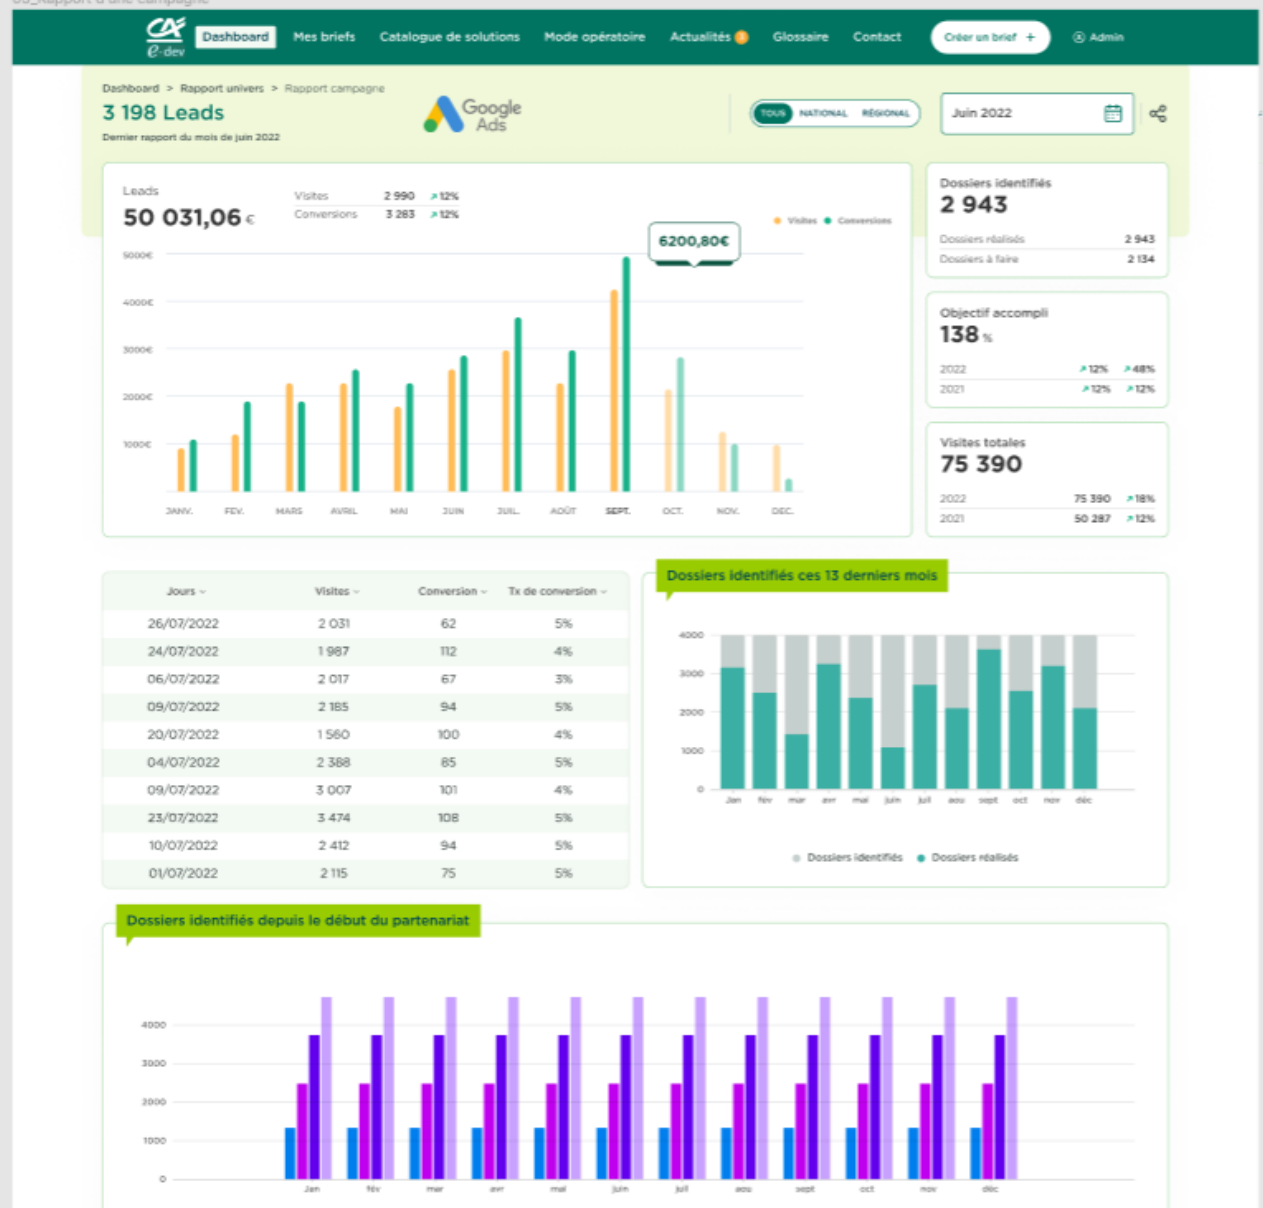 03_Rapport d'une campagne
CA
e-dev
Dashboard Mes briefs Catalogue de solutions Mode opératoire Actualités Glossaire Contact Créer un brief + Admin
Dashboard > Rapport univers > Rapport campagne
3 198 Leads
Dernier rapport du mois de juin 2022
Google
Ads
TOUS NATIONAL RÉGIONAL
Juin 2022
Leads
50 031,06 €
Visites 2 990 12%
Conversions 3 283 12%
Visites Conversions
6200,80€
5000€
4000€
3000€
2000€
1000€
JANV. FEV. MARS AVRIL MAI JUIN JUIL. AOÛT SEPT. OCT. NOV. DEC.
Dossiers identifiés
2 943
Dossiers réalisés 2 943
Dossiers à faire 2 134
Objectif accompli
138 %
2022 12% 48%
2021 12% 12%
Visites totales
75 390
2022 75 390 18%
2021 50 287 12%
Jours Visites Conversion Tx de conversion
26/07/2022 2 031 62 5%
24/07/2022 1 987 112 4%
06/07/2022 2 017 67 3%
09/07/2022 2 185 94 5%
20/07/2022 1 560 100 4%
04/07/2022 2 388 85 5%
09/07/2022 3 007 101 4%
23/07/2022 3 474 108 5%
10/07/2022 2 412 94 5%
01/07/2022 2 115 75 5%
Dossiers identifiés ces 13 derniers mois
4000
3000
2000
1000
0
Jan fév mar avr mai juin juil aou sept oct nov déc
Dossiers identifiés Dossiers réalisés
Dossiers identifiés depuis le début du partenariat
4000
3000
2000
1000
0
Jan fév mar avr mai juin juil aou sept oct nov déc